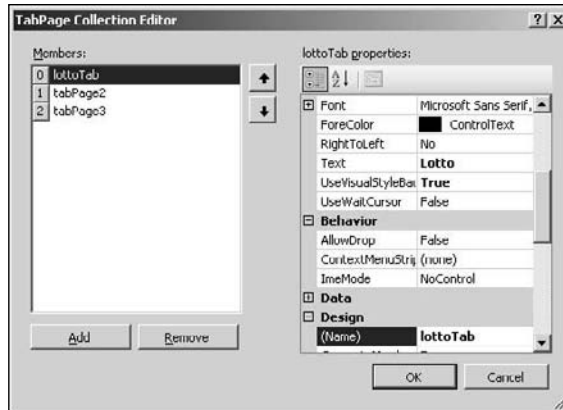 TabPage Collection Editor
Members:
0 lottoTab
1 tabPage2
2 tabPage3
Add
Remove
lottoTab properties:
Font Microsoft Sans Serif,
ForeColor ControlText
RightToLeft No
Text Lotto
UseVisualStyleBac True
UseWaitCursor False
Behavior
AllowDrop False
ContextMenuStrip (none)
ImeMode NoControl
Data
Design
(Name) lottoTab
OK
Cancel